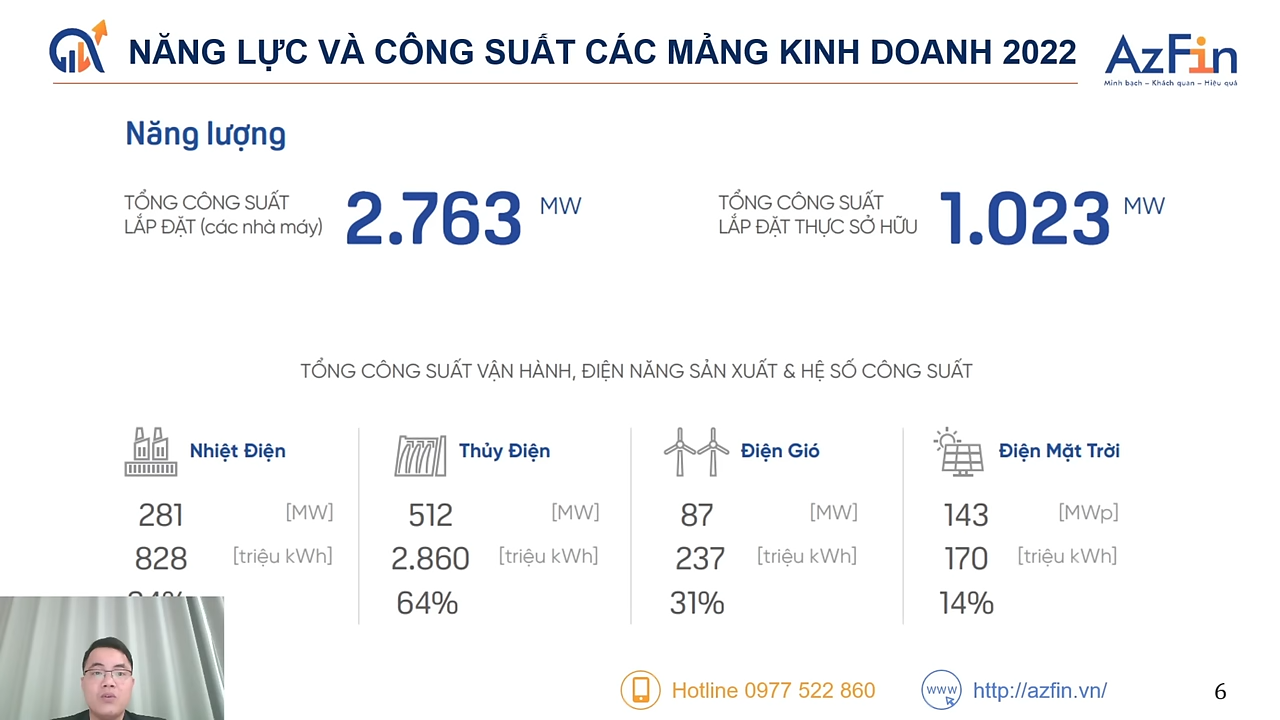 NĂNG LỰC VÀ CÔNG SUẤT CÁC MẢNG KINH DOANH 2022
AzFin
Minh bạch – Khách quan – Hiệu quả
Năng lượng
TỔNG CÔNG SUẤT
LẮP ĐẶT (các nhà máy)
2.763 MW
TỔNG CÔNG SUẤT
LẮP ĐẶT THỰC SỞ HỮU
1.023 MW
TỔNG CÔNG SUẤT VẬN HÀNH, ĐIỆN NĂNG SẢN XUẤT & HỆ SỐ CÔNG SUẤT
Nhiệt Điện
281 [MW]
828 [triệu kWh]
Thủy Điện
512 [MW]
2.860 [triệu kWh]
64%
Điện Gió
87 [MW]
237 [triệu kWh]
31%
Điện Mặt Trời
143 [MWp]
170 [triệu kWh]
14%
Hotline 0977 522 860
www
http://azfin.vn/
6